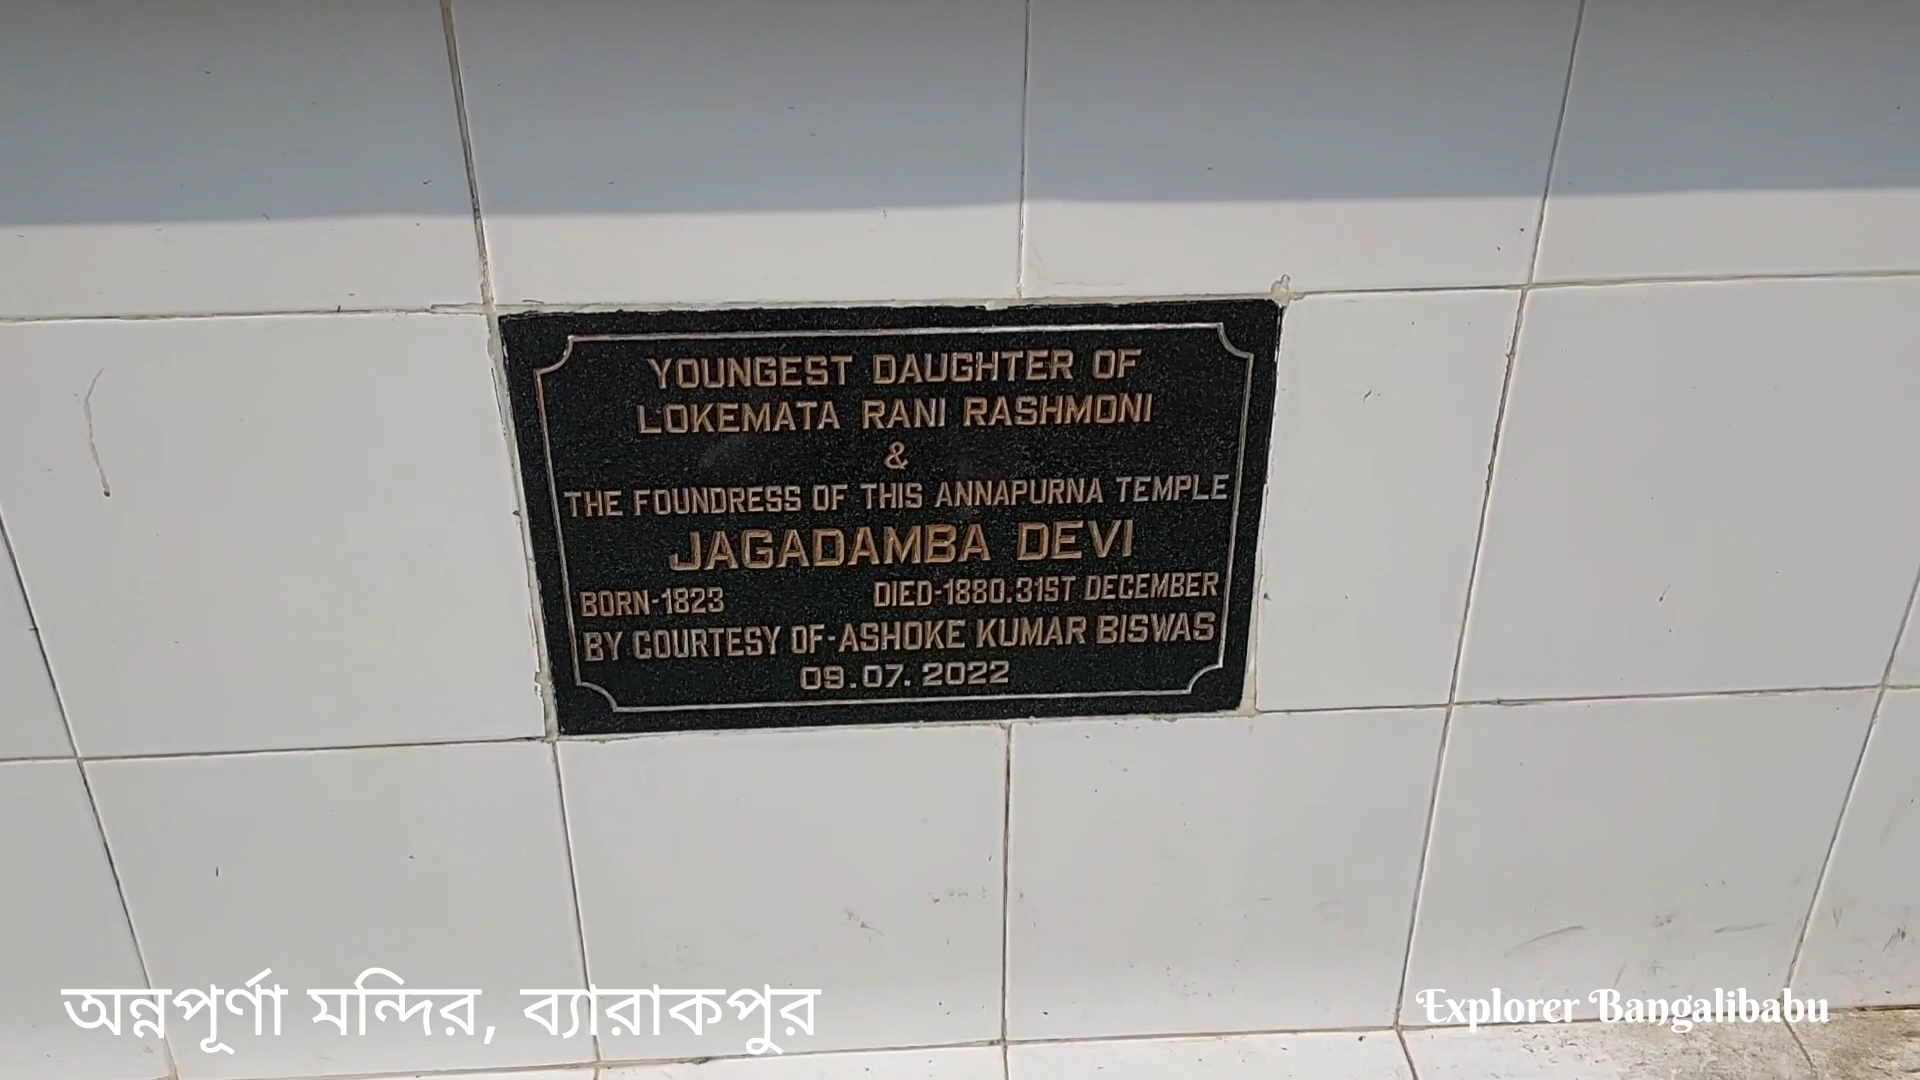 YOUNGEST DAUGHTER OF
LOKEMATA RANI RASHMONI
&
THE FOUNDRESS OF THIS ANNAPURNA TEMPLE
JAGADAMBA DEVI
BORN-1823 DIED-1880.31ST DECEMBER
BY COURTESY OF-ASHOKE KUMAR BISWAS
09.07.2022
অন্নপূর্ণা মন্দির, ব্যারাকপুর
Explorer Bangalibabu